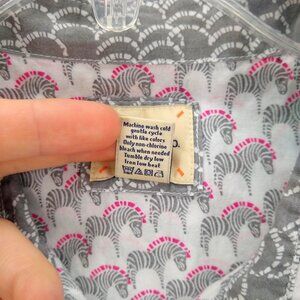 Machine wash cold
gentle cycle
with like colors
Only non-chlorine
bleach when needed
Tumble dry low
Iron low heat